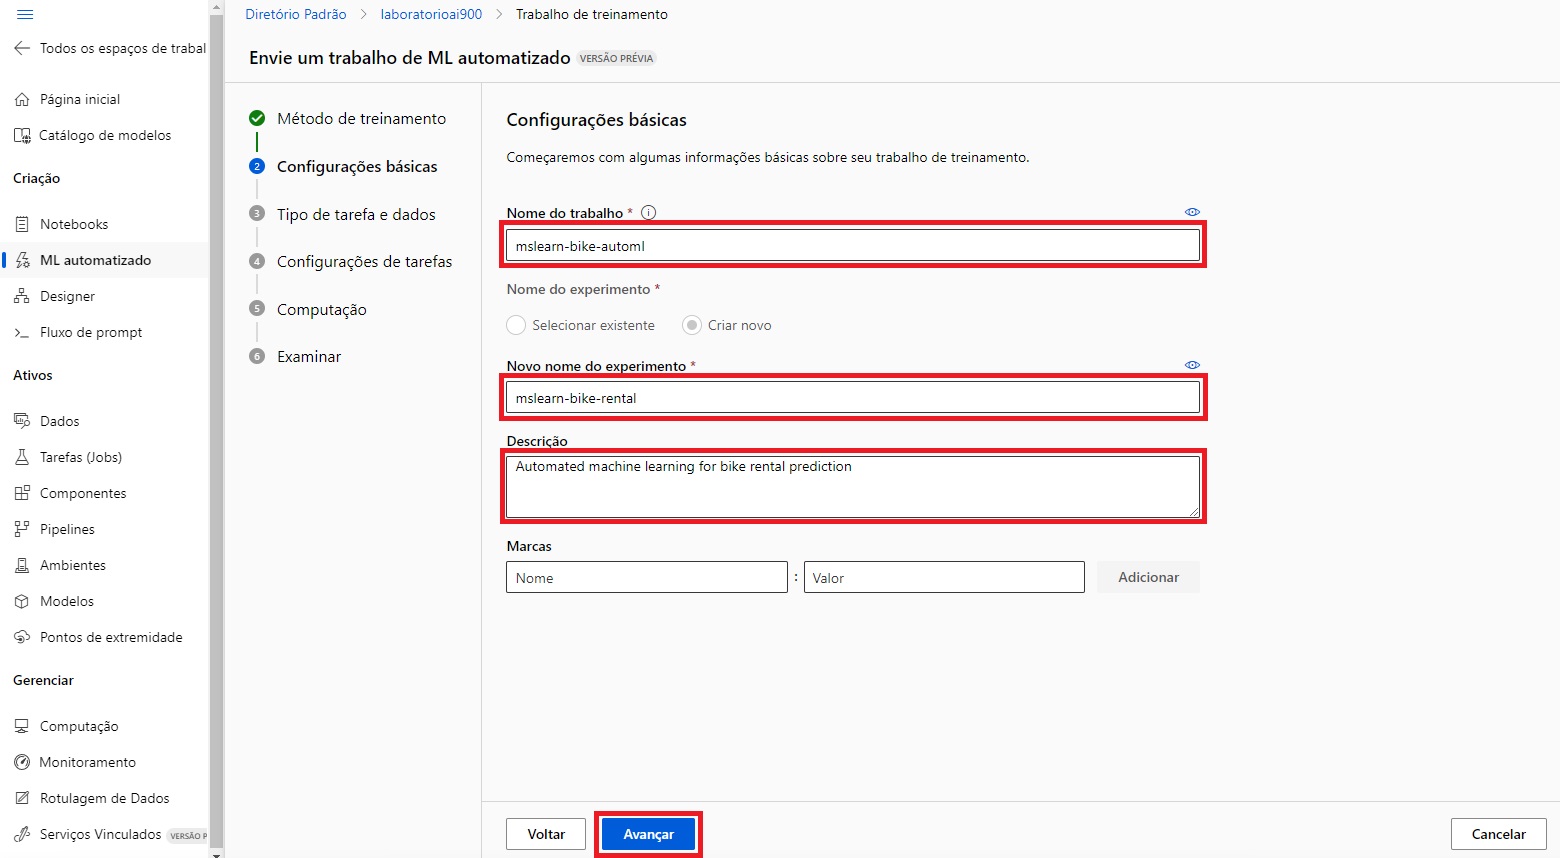 Diretório Padrão > laboratorioai900 > Trabalho de treinamento
Todos os espaços de trabal
Envie um trabalho de ML automatizado VERSÃO PRÉVIA
Página inicial
Catálogo de modelos
Criação
Notebooks
ML automatizado
Designer
Fluxo de prompt
Ativos
Dados
Tarefas (Jobs)
Componentes
Pipelines
Ambientes
Modelos
Pontos de extremidade
Gerenciar
Computação
Monitoramento
Rotulagem de Dados
Serviços Vinculados VERSÃO P
Método de treinamento
2 Configurações básicas
3 Tipo de tarefa e dados
4 Configurações de tarefas
5 Computação
6 Examinar
Configurações básicas
Começaremos com algumas informações básicas sobre seu trabalho de treinamento.
Nome do trabalho *
mslearn-bike-automl
Nome do experimento *
Selecionar existente Criar novo
Novo nome do experimento *
mslearn-bike-rental
Descrição
Automated machine learning for bike rental prediction
Marcas
Nome : Valor Adicionar
Voltar Avançar Cancelar